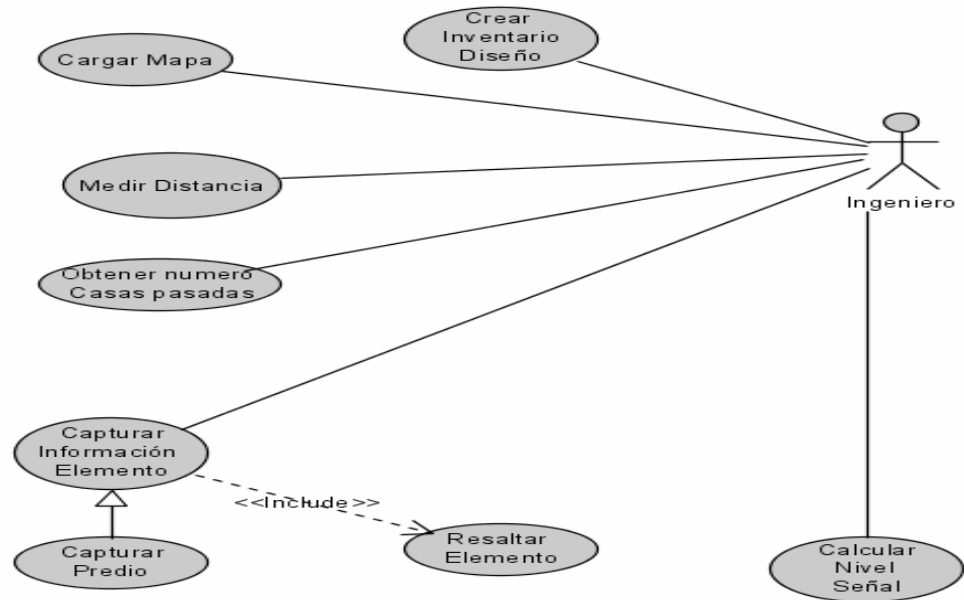 Crear
Inventario
Diseño
Cargar Mapa
Medir Distancia
Ingeniero
Obtener numero
Casas pasadas
Capturar
Información
Elemento
<<Include>>
Capturar
Predio
Resaltar
Elemento
Calcular
Nivel
Señal